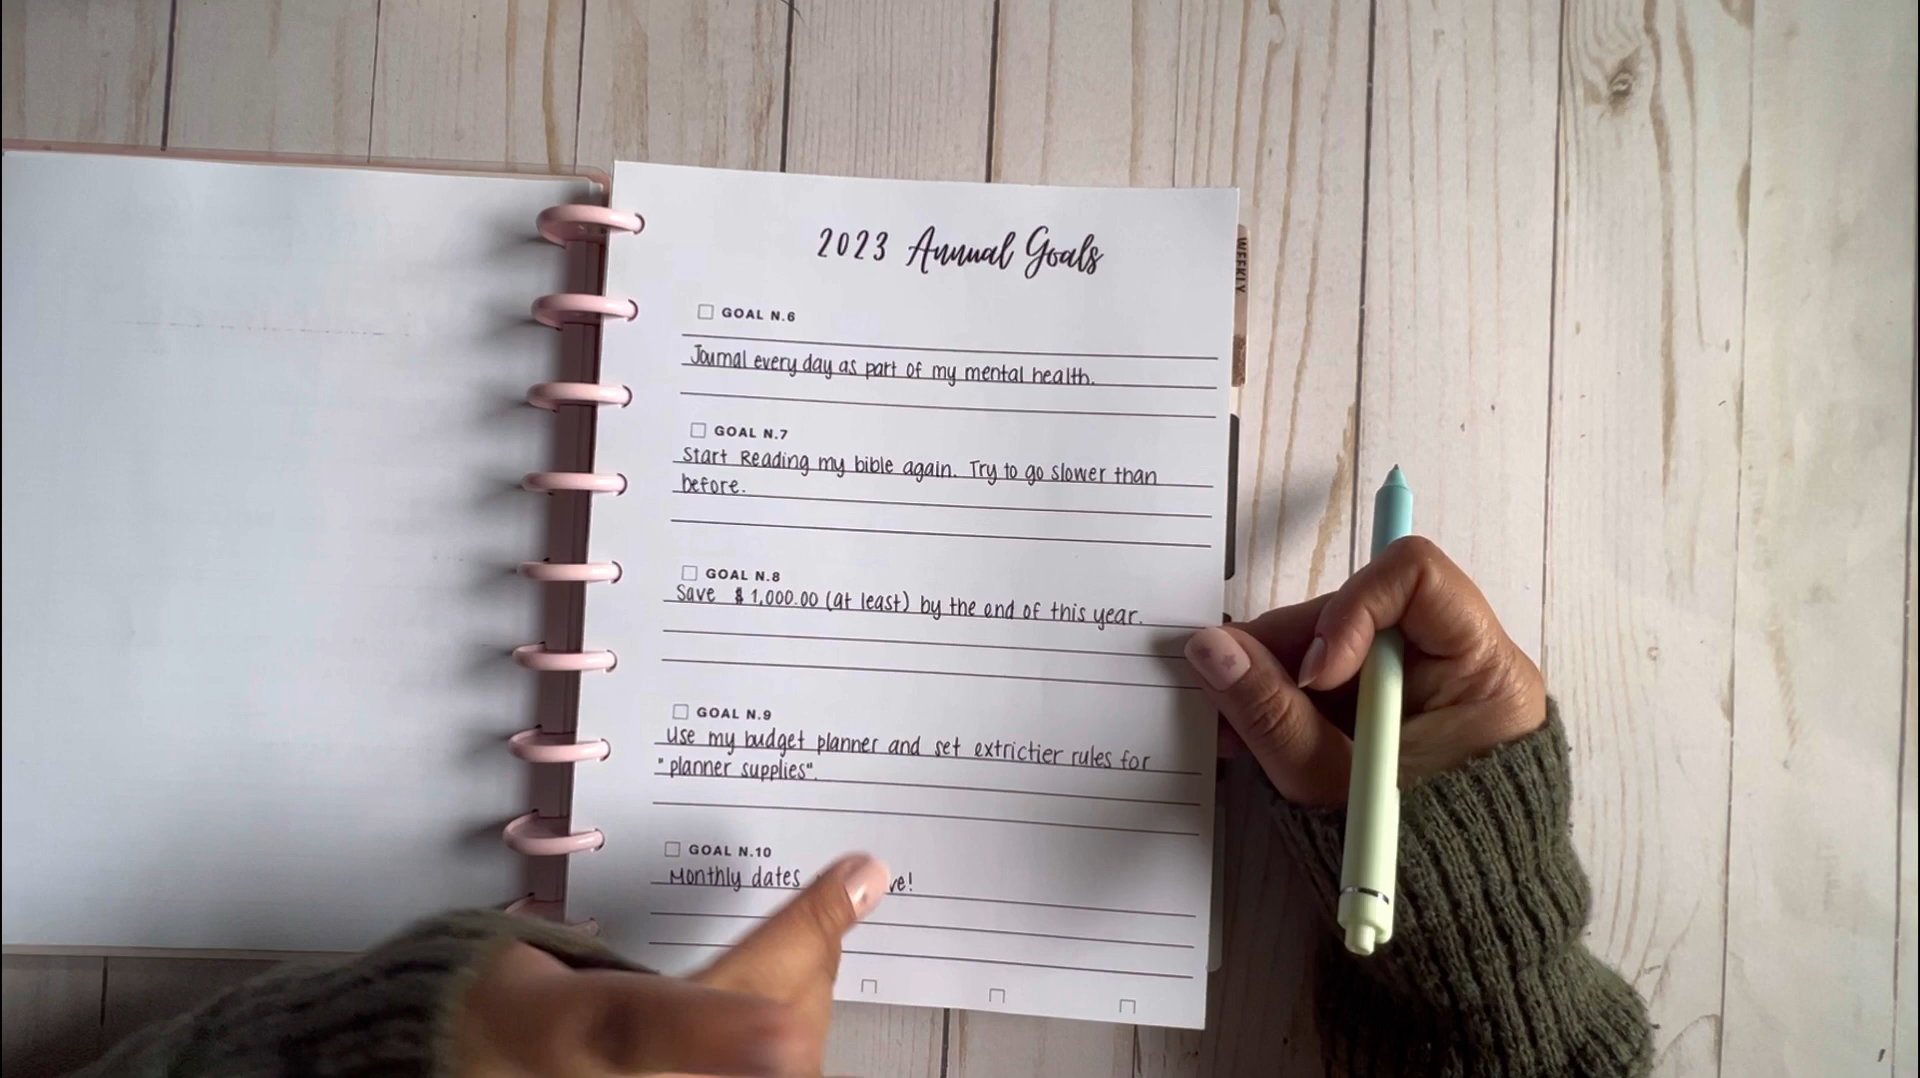 2023 Annual Goals
GOAL N.6
Journal every day as part of my mental health.
GOAL N.7
Start Reading my bible again. Try to go slower than
before.
GOAL N.8
Save $1,000.00 (at least) by the end of this year.
GOAL N.9
Use my budget planner and set extrictier rules for
"planner supplies".
GOAL N.10
Monthly dates
WEEKLY